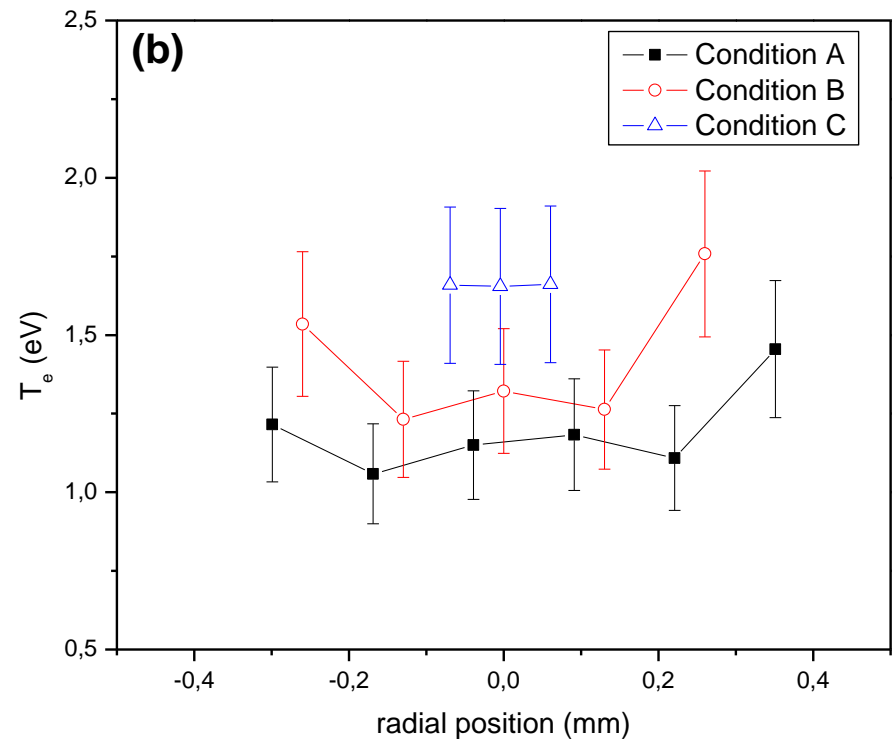 (b)
Condition A
Condition B
Condition C
2,5
2,0
1,5
1,0
0,5
T_e (eV)
-0,4 -0,2 0,0 0,2 0,4
radial position (mm)